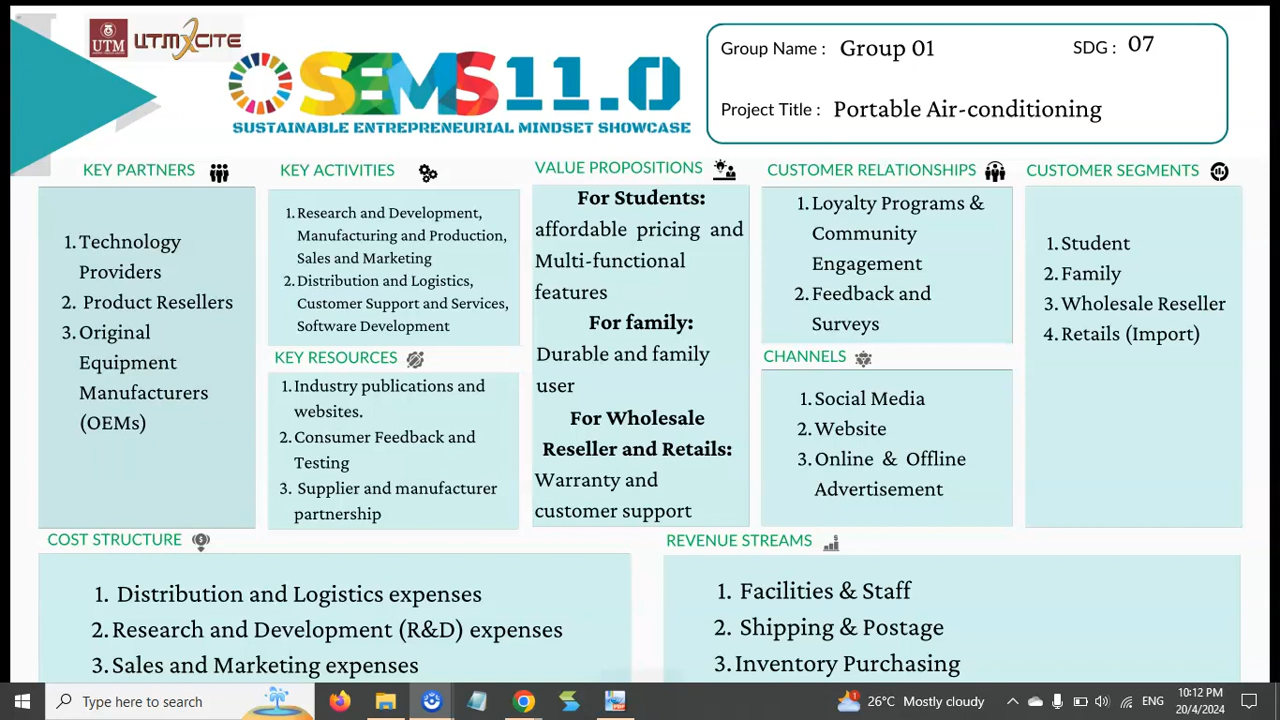 UTM
UTMXCITE
SEMS 11.0
SUSTAINABLE ENTREPRENEURIAL MINDSET SHOWCASE
Group Name : Group 01
SDG : 07
Project Title : Portable Air-conditioning
KEY PARTNERS
1. Technology
Providers
2. Product Resellers
3. Original
Equipment
Manufacturers
(OEMs)
KEY ACTIVITIES
1. Research and Development,
Manufacturing and Production,
Sales and Marketing
2. Distribution and Logistics,
Customer Support and Services,
Software Development
KEY RESOURCES
1. Industry publications and
websites.
2. Consumer Feedback and
Testing
3. Supplier and manufacturer
partnership
VALUE PROPOSITIONS
For Students:
affordable pricing and
Multi-functional
features
For family:
Durable and family
user
For Wholesale
Reseller and Retails:
Warranty and
customer support
CUSTOMER RELATIONSHIPS
1. Loyalty Programs &
Community
Engagement
2. Feedback and
Surveys
CHANNELS
1. Social Media
2. Website
3. Online & Offline
Advertisement
CUSTOMER SEGMENTS
1. Student
2. Family
3. Wholesale Reseller
4. Retails (Import)
COST STRUCTURE
1. Distribution and Logistics expenses
2. Research and Development (R&D) expenses
3. Sales and Marketing expenses
REVENUE STREAMS
1. Facilities & Staff
2. Shipping & Postage
3. Inventory Purchasing
Type here to search
26°C Mostly cloudy
ENG
10:12 PM
20/4/2024